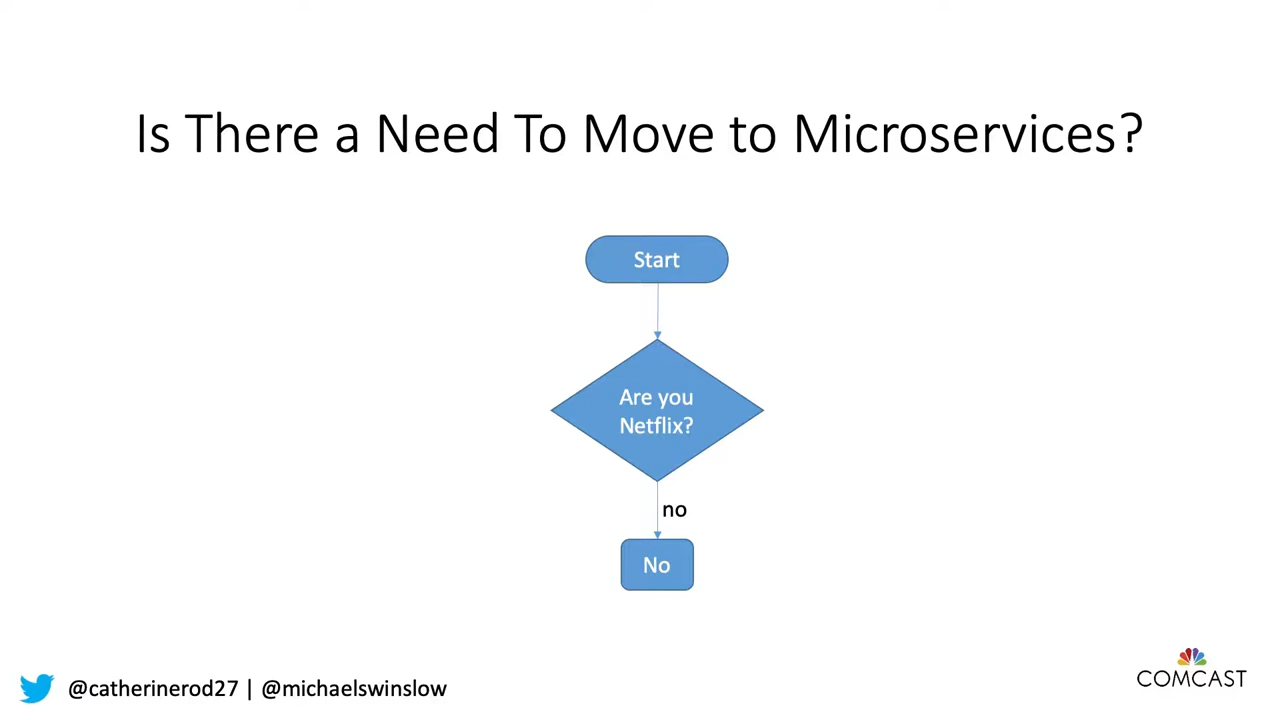 Is There a Need To Move to Microservices?
Start
Are you
Netflix?
no
No
@catherinerod27 | @michaelswinslow
COMCAST